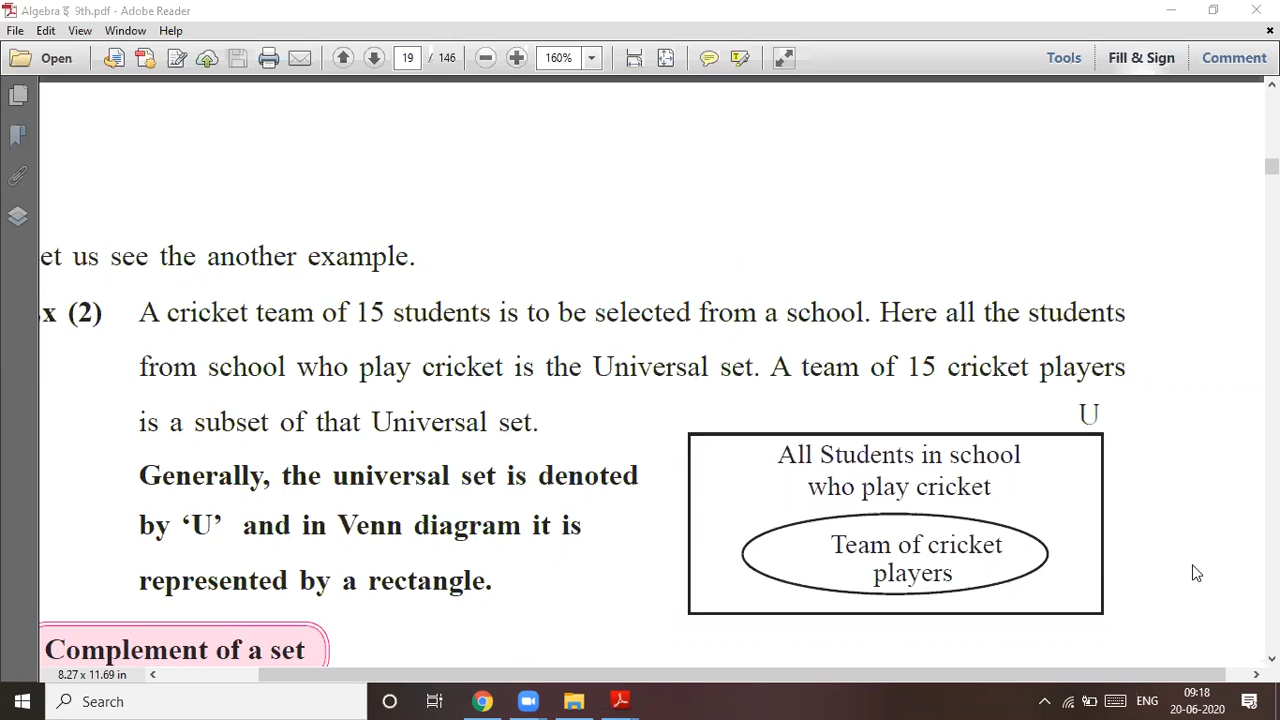 Algebra ई 9th.pdf - Adobe Reader
File Edit View Window Help
Open 19 / 146 160% Tools Fill & Sign Comment
et us see the another example.
x (2) A cricket team of 15 students is to be selected from a school. Here all the students
from school who play cricket is the Universal set. A team of 15 cricket players
is a subset of that Universal set.
U
Generally, the universal set is denoted
by ‘U’ and in Venn diagram it is
represented by a rectangle.
All Students in school
who play cricket
Team of cricket
players
Complement of a set
8.27 x 11.69 in
Search
ENG
09:18
20-06-2020